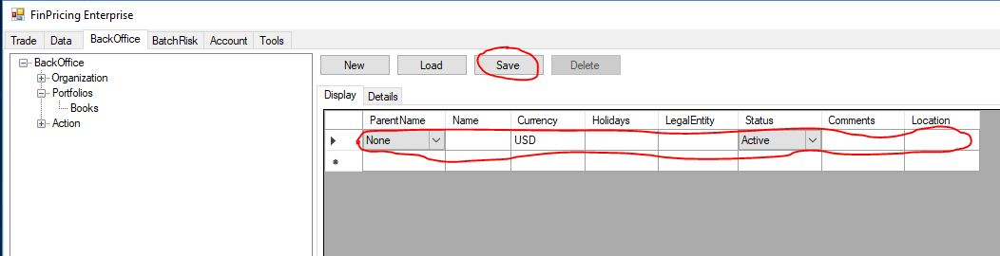 FinPricing Enterprise
Trade Data BackOffice BatchRisk Account Tools
BackOffice
Organization
Portfolios
Books
Action
New Load Save Delete
Display Details
ParentName Name Currency Holidays LegalEntity Status Comments Location
None USD Active